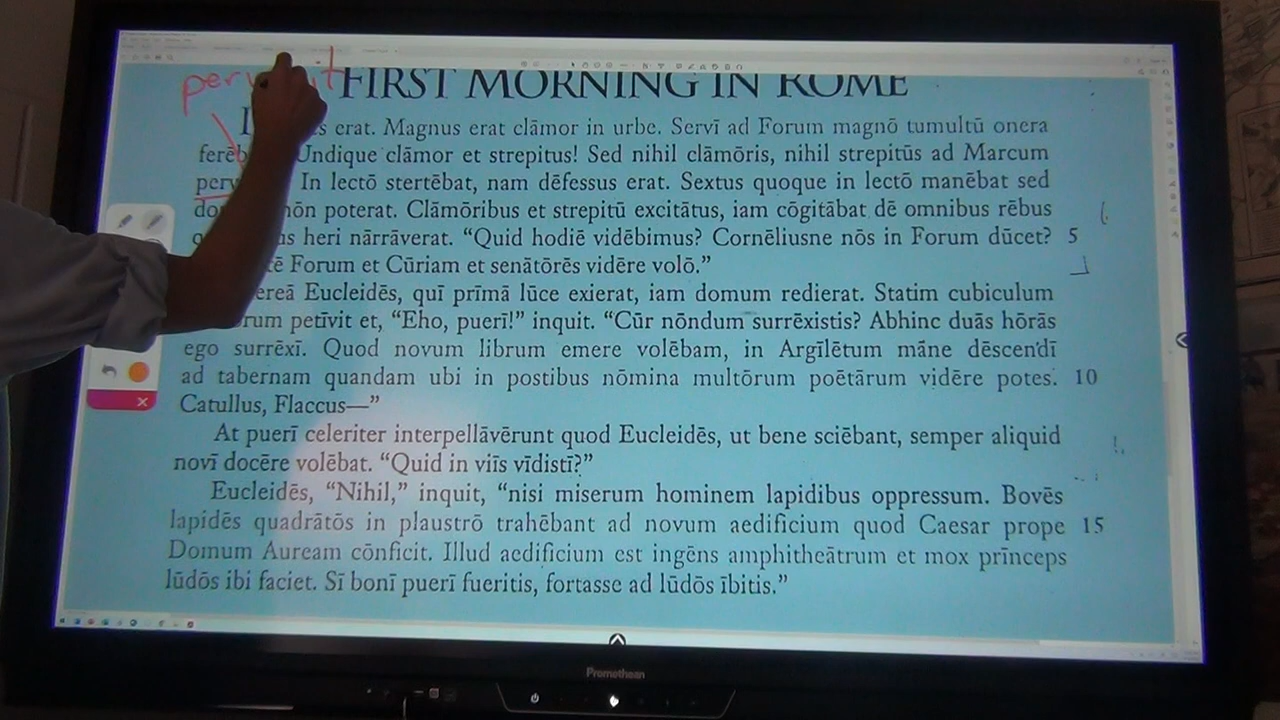 FIRST MORNING IN ROME
erat. Magnus erat clāmor in urbe. Servī ad Forum magnō tumultū onera
Undique clāmor et strepitus! Sed nihil clāmōris, nihil strepitūs ad Marcum
In lectō stertēbat, nam dēfessus erat. Sextus quoque in lectō manēbat sed
nōn poterat. Clāmōribus et strepitū excitātus, iam cōgitābat dē omnibus rēbus
heri nārrāverat. “Quid hodiē vidēbimus? Cornēliusne nōs in Forum dūcet? 5
Forum et Cūriam et senātōrēs vidēre volō.”
Eucleidēs, quī prīmā lūce exierat, iam domum redierat. Statim cubiculum
petīvit et, “Eho, puerī!” inquit. “Cūr nōndum surrēxistis? Abhinc duās hōrās
ego surrēxī. Quod novum librum emere volēbam, in Argīlētum māne dēscendī
ad tabernam quandam ubi in postibus nōmina multōrum poētārum vidēre potes. 10
Catullus, Flaccus—”
At puerī celeriter interpellāvērunt quod Eucleidēs, ut bene sciēbant, semper aliquid
novī docēre volēbat. “Quid in viīs vīdistī?”
Eucleidēs, “Nihil,” inquit, “nisi miserum hominem lapidibus oppressum. Bovēs
lapidēs quadrātōs in plaustrō trahēbant ad novum aedificium quod Caesar prope 15
Domum Auream cōnficit. Illud aedificium est ingēns amphitheātrum et mox prīnceps
lūdōs ibi faciet. Sī bonī puerī fueritis, fortasse ad lūdōs ībitis.”
Promethean